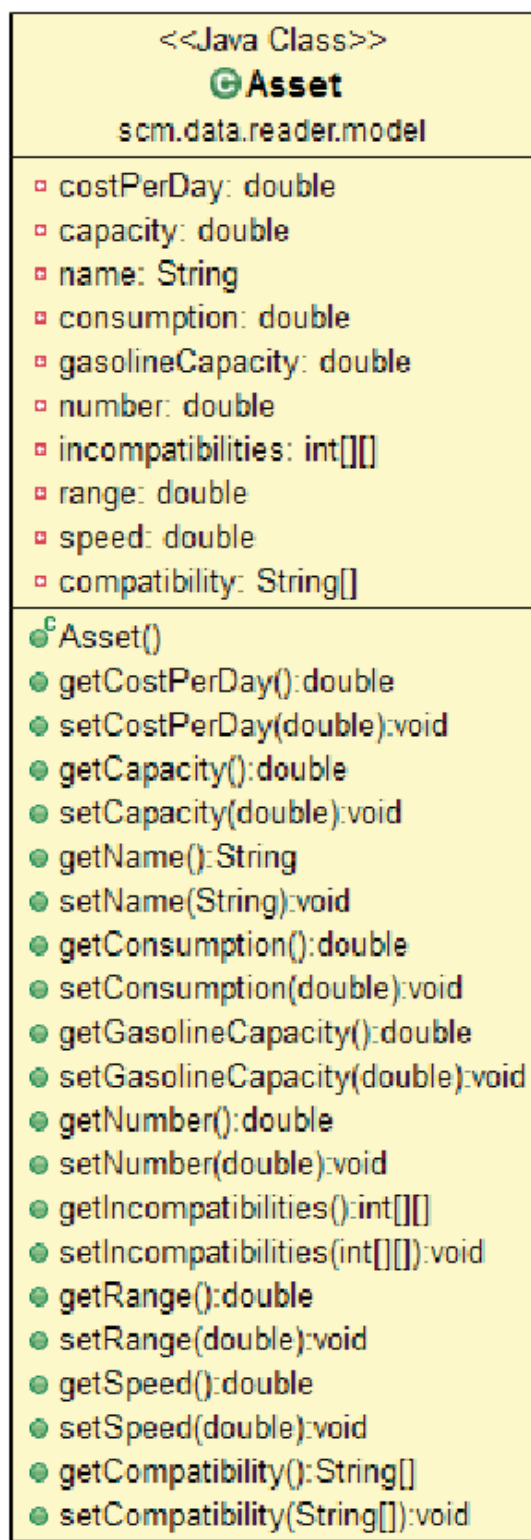 <<Java Class>>
C Asset
scm.data.reader.model
costPerDay: double
capacity: double
name: String
consumption: double
gasolineCapacity: double
number: double
incompatibilities: int[][]
range: double
speed: double
compatibility: String[]
C Asset()
getCostPerDay():double
setCostPerDay(double):void
getCapacity():double
setCapacity(double):void
getName():String
setName(String):void
getConsumption():double
setConsumption(double):void
getGasolineCapacity():double
setGasolineCapacity(double):void
getNumber():double
setNumber(double):void
getIncompatibilities():int[][]
setIncompatibilities(int[][]):void
getRange():double
setRange(double):void
getSpeed():double
setSpeed(double):void
getCompatibility():String[]
setCompatibility(String[]):void